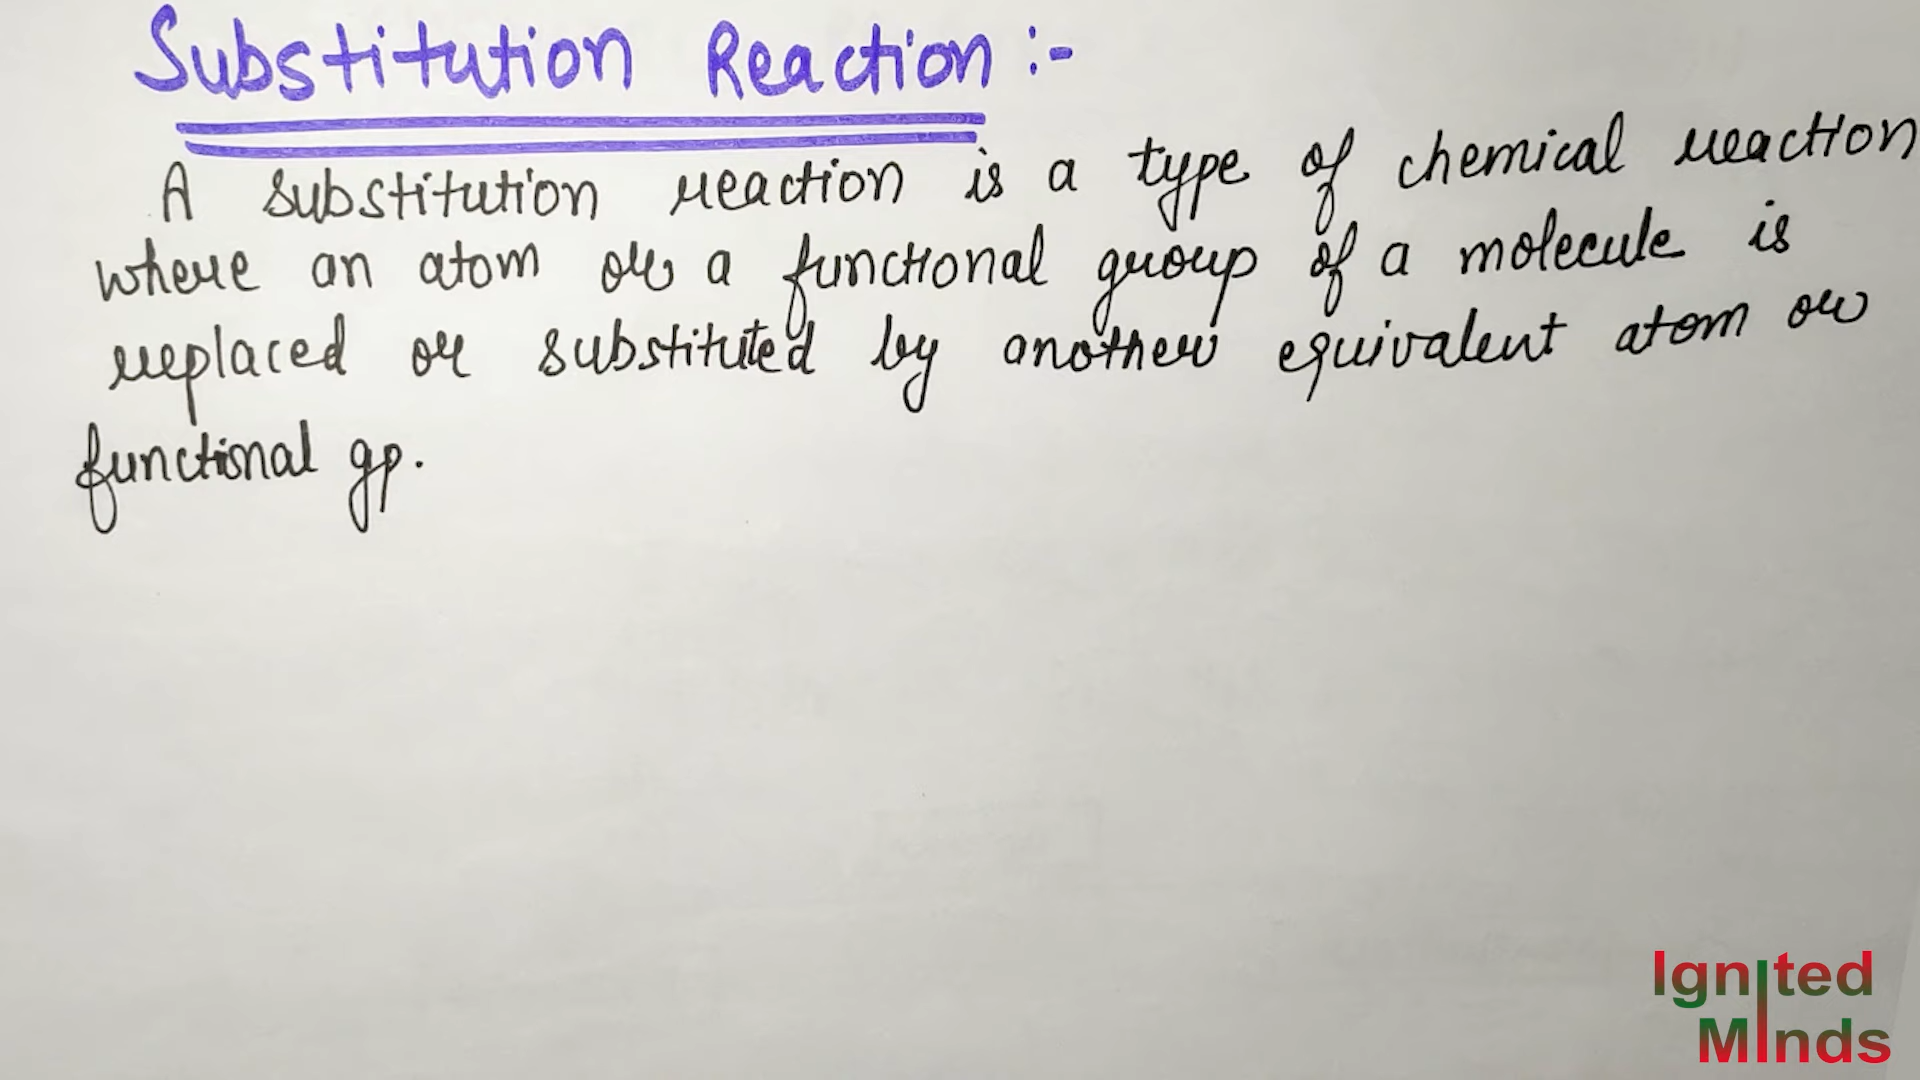 Substitution Reaction :-
A substitution reaction is a type of chemical reaction
where an atom or a functional group of a molecule is
replaced or substituted by another equivalent atom or
functional gp.
Ignited
Minds